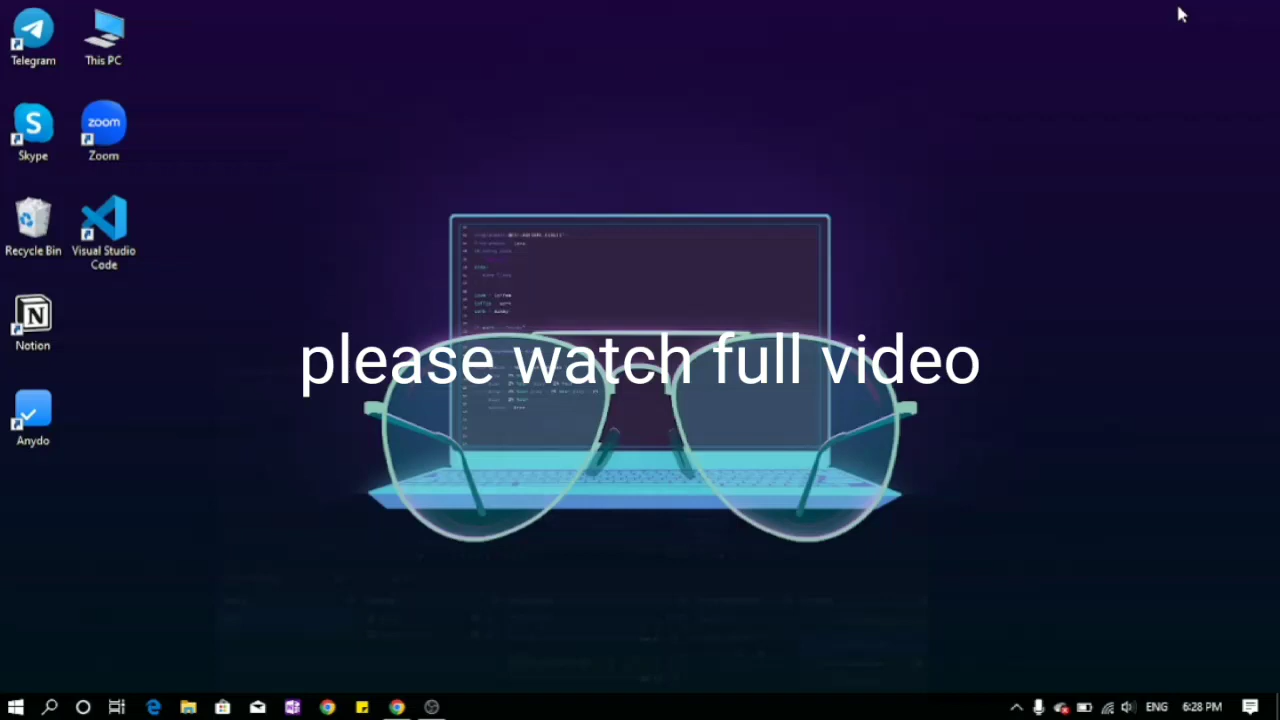 Telegram
This PC
zoom
Skype
Zoom
Recycle Bin
Visual Studio
Code
Notion
Anydo
please watch full video
ENG
6:28 PM